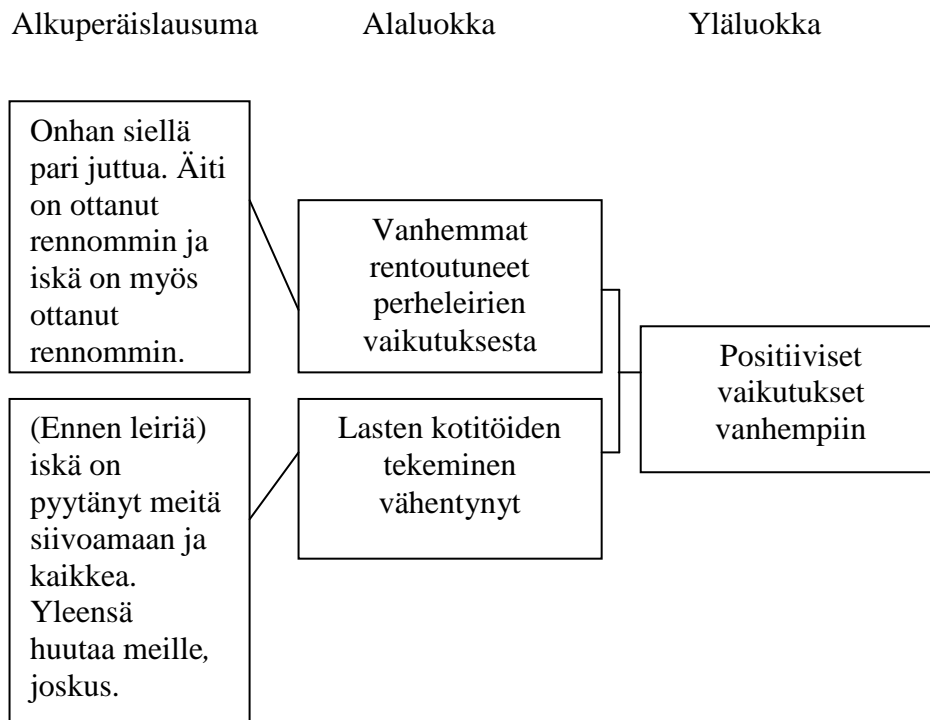 Alkuperäislausuma
Alaluokka
Yläluokka
Onhan siellä
pari juttua. Äiti
on ottanut
rennommin ja
iskä on myös
ottanut
rennommin.
Vanhemmat
rentoutuneet
perheleirien
vaikutuksesta
(Ennen leiriä)
iskä on
pyytänyt meitä
siivoamaan ja
kaikkea.
Yleensä
huutaa meille,
joskus.
Lasten kotitöiden
tekeminen
vähentynyt
Positiiviset
vaikutukset
vanhempiin